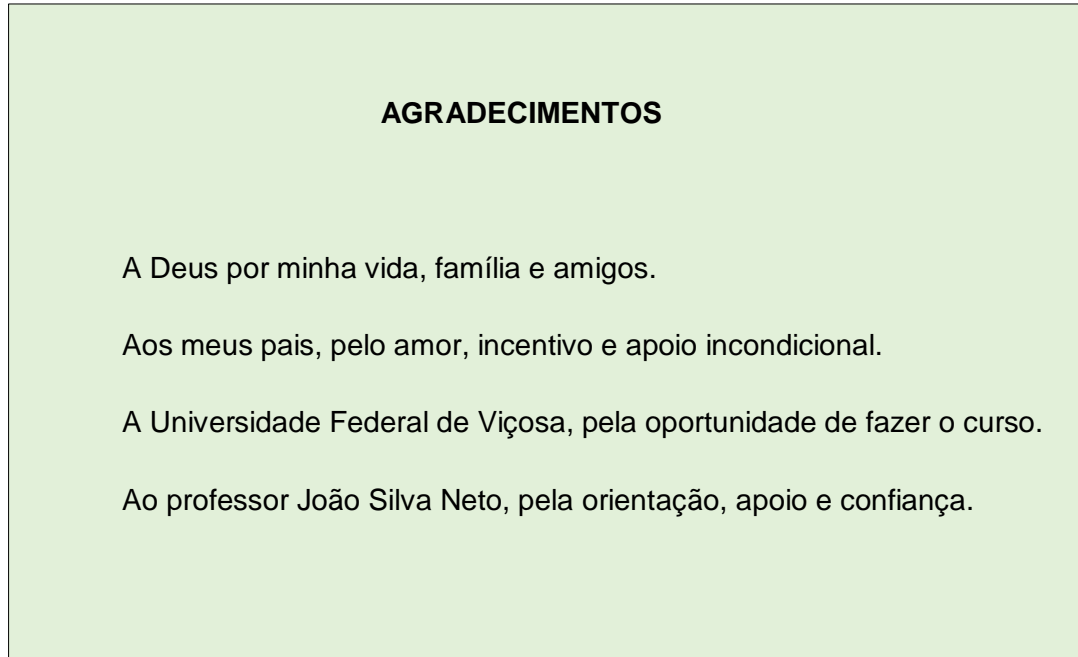 AGRADECIMENTOS
A Deus por minha vida, família e amigos.
Aos meus pais, pelo amor, incentivo e apoio incondicional.
A Universidade Federal de Viçosa, pela oportunidade de fazer o curso.
Ao professor João Silva Neto, pela orientação, apoio e confiança.